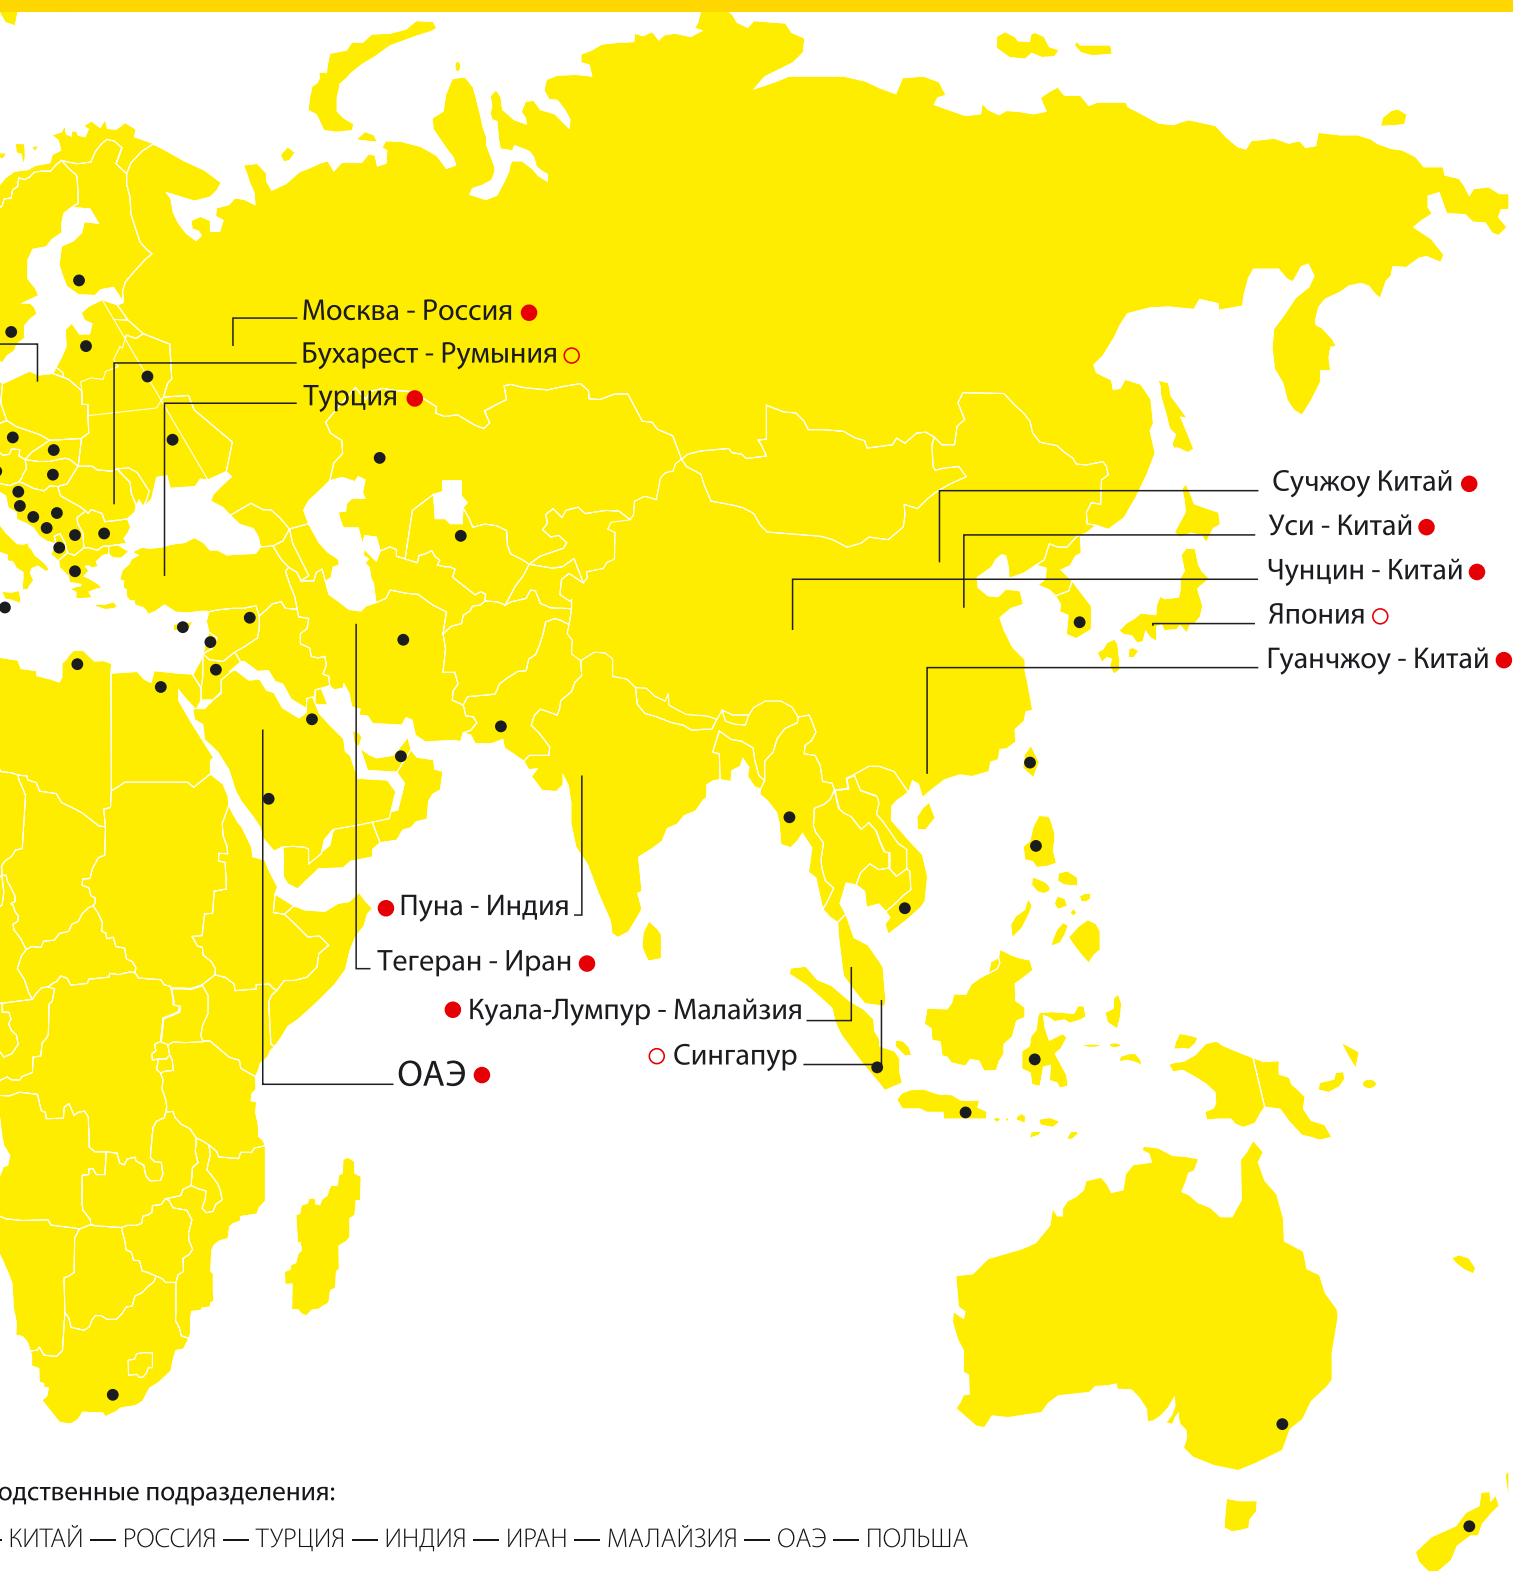 Москва - Россия
Бухарест - Румыния
Турция
Сучжоу Китай
Уси - Китай
Чунцин - Китай
Япония
Гуанчжоу - Китай
Пуна - Индия
Тегеран - Иран
Куала-Лумпур - Малайзия
Сингапур
ОАЭ
одственные подразделения:
- КИТАЙ — РОССИЯ — ТУРЦИЯ — ИНДИЯ — ИРАН — МАЛАЙЗИЯ — ОАЭ — ПОЛЬША